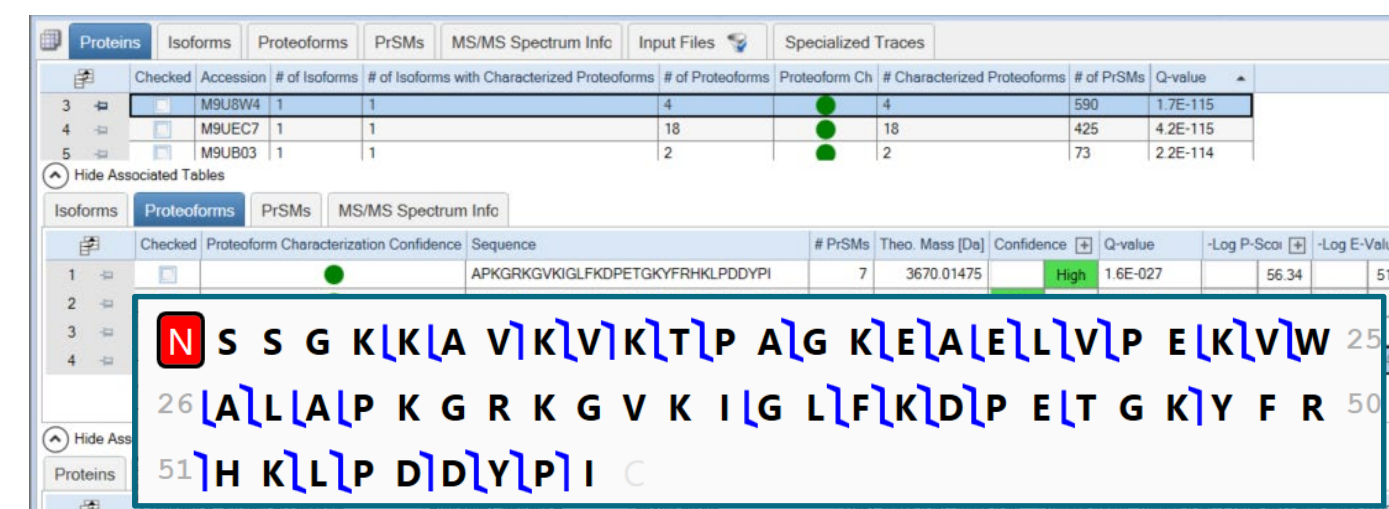 Proteins Isoforms Proteoforms PrSMs MS/MS Spectrum Info Input Files Specialized Traces
Checked Accession # of Isoforms # of Isoforms with Characterized Proteoforms # of Proteoforms Proteoform Ch # Characterized Proteoforms # of PrSMs Q-value
3 M9U8W4 1 1 4 4 590 1.7E-115
4 M9UEC7 1 1 18 18 425 4.2E-115
5 M9UB03 1 1 2 2 73 2.2E-114
Hide Associated Tables
Isoforms Proteoforms PrSMs MS/MS Spectrum Info
Checked Proteoform Characterization Confidence Sequence # PrSMs Theo. Mass [Da] Confidence Q-value -Log P-Scor -Log E-Valu
1 APKGRKGVKIGLFKDPETGKYFRHKLPDDYPI 7 3670.01475 High 1.6E-027 56.34 51
2
3 N S S G K K A V K V K T P A G K E A E L V P E K V W 25
4
26 A L A P K G R K G V K I G L F K D P E T G K Y F R 50
Hide Ass
51 H K L P D D Y P I C
Proteins